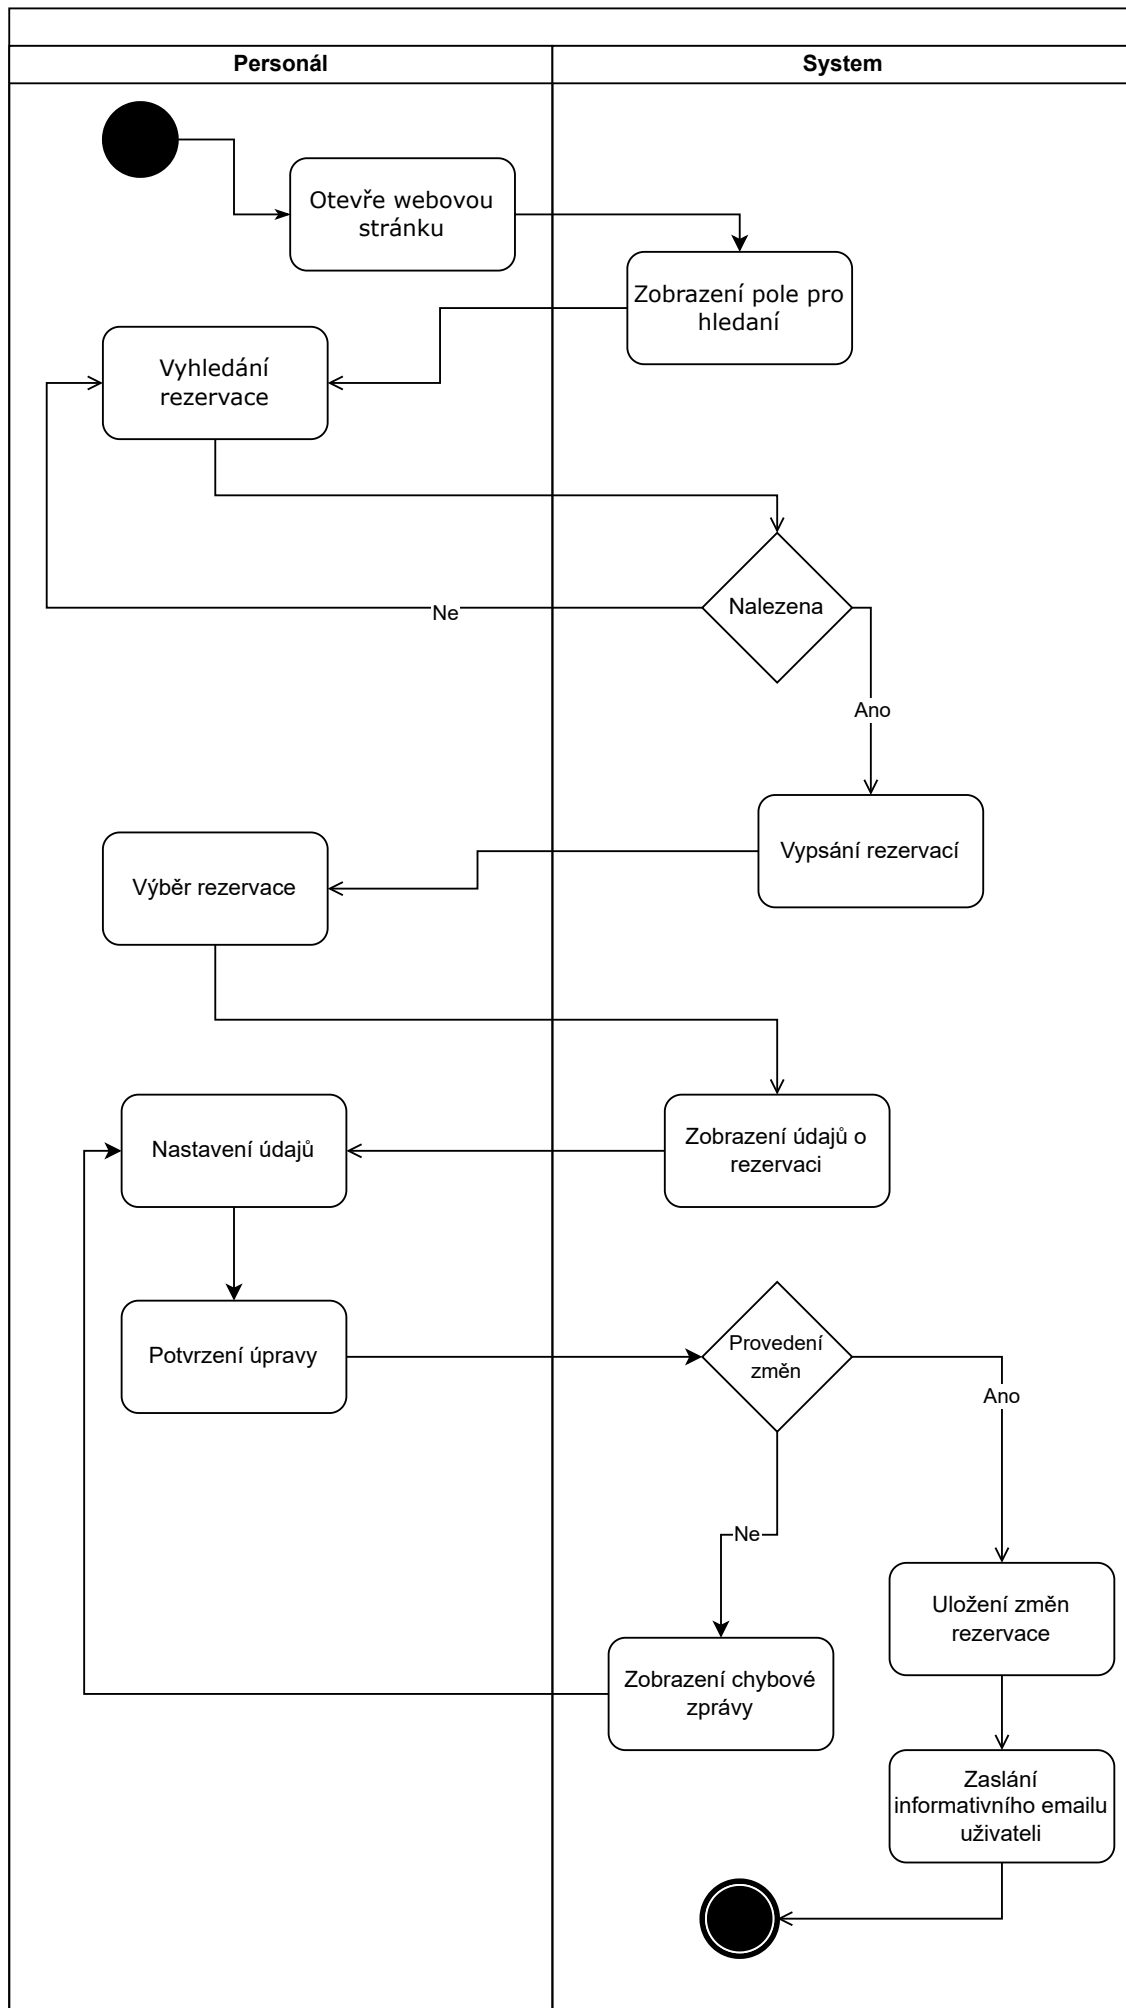 Personál
System
Otevře webovou
stránku
Zobrazení pole pro
hledaní
Vyhledání
rezervace
Nalezena
Ne
Ano
Vypsání rezervací
Výběr rezervace
Zobrazení údajů o
rezervaci
Nastavení údajů
Potvrzení úpravy
Provedení
změn
Ano
Ne
Uložení změn
rezervace
Zobrazení chybové
zprávy
Zaslání
informativního emailu
uživateli